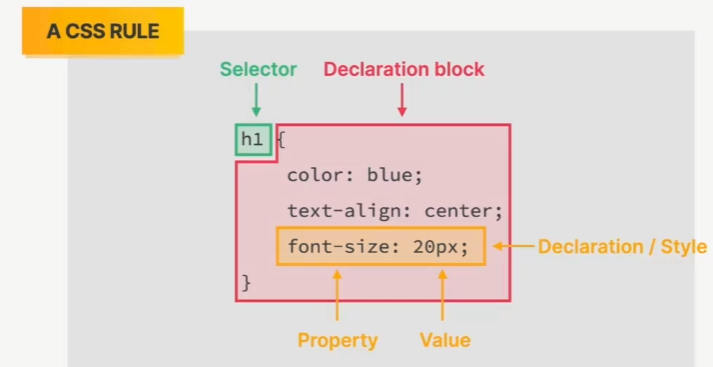 A CSS RULE
Selector Declaration block
h1 {
color: blue;
text-align: center;
font-size: 20px; Declaration / Style
}
Property Value